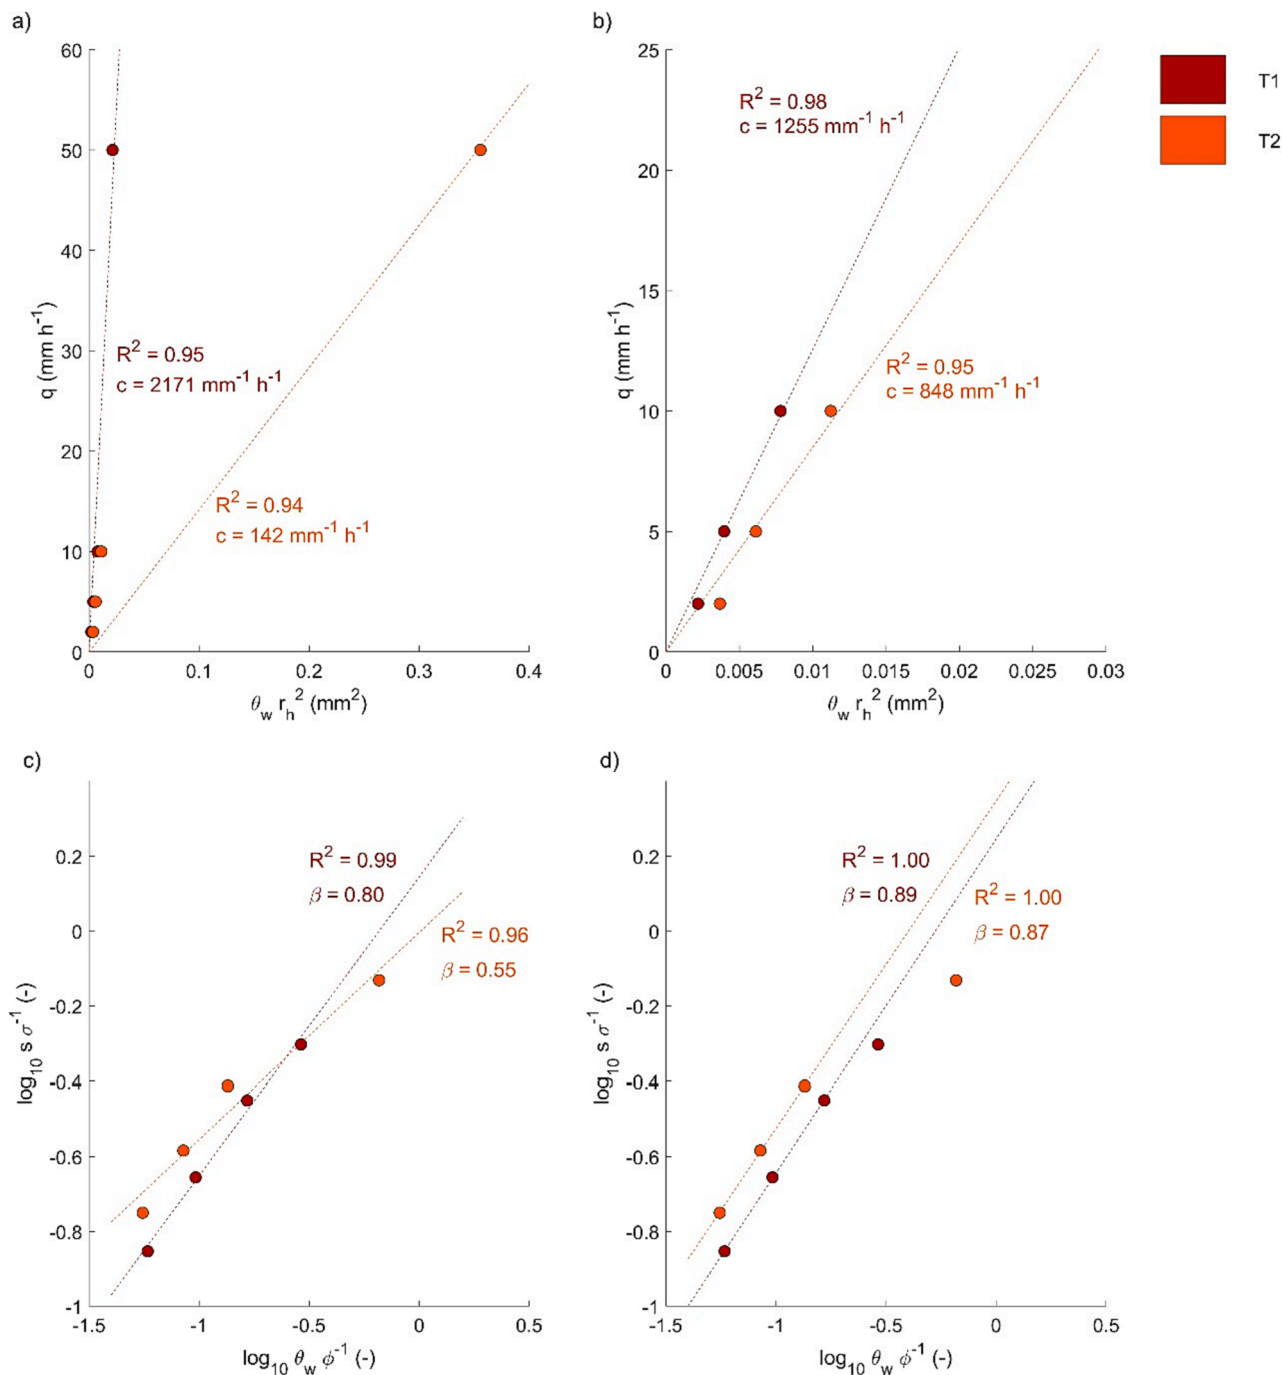 a)
60
50
40
30
20
10
0
q (mm h⁻¹)
R² = 0.95
c = 2171 mm⁻¹ h⁻¹
R² = 0.94
c = 142 mm⁻¹ h⁻¹
0 0.1 0.2 0.3 0.4
θ_w r_h² (mm²)
b)
25
20
15
10
5
0
q (mm h⁻¹)
R² = 0.98
c = 1255 mm⁻¹ h⁻¹
R² = 0.95
c = 848 mm⁻¹ h⁻¹
0 0.005 0.01 0.015 0.02 0.025 0.03
θ_w r_h² (mm²)
T1
T2
c)
0.2
0
-0.2
-0.4
-0.6
-0.8
-1
log₁₀ s σ⁻¹ (-)
R² = 0.99
β = 0.80
R² = 0.96
β = 0.55
-1.5 -1 -0.5 0 0.5
log₁₀ θ_w ϕ⁻¹ (-)
d)
0.2
0
-0.2
-0.4
-0.6
-0.8
-1
log₁₀ s σ⁻¹ (-)
R² = 1.00
β = 0.89
R² = 1.00
β = 0.87
-1.5 -1 -0.5 0 0.5
log₁₀ θ_w ϕ⁻¹ (-)